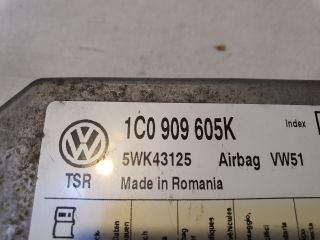 1C0 909 605K
Index
5WK43125 Airbag VW51
TSR Made in Romania